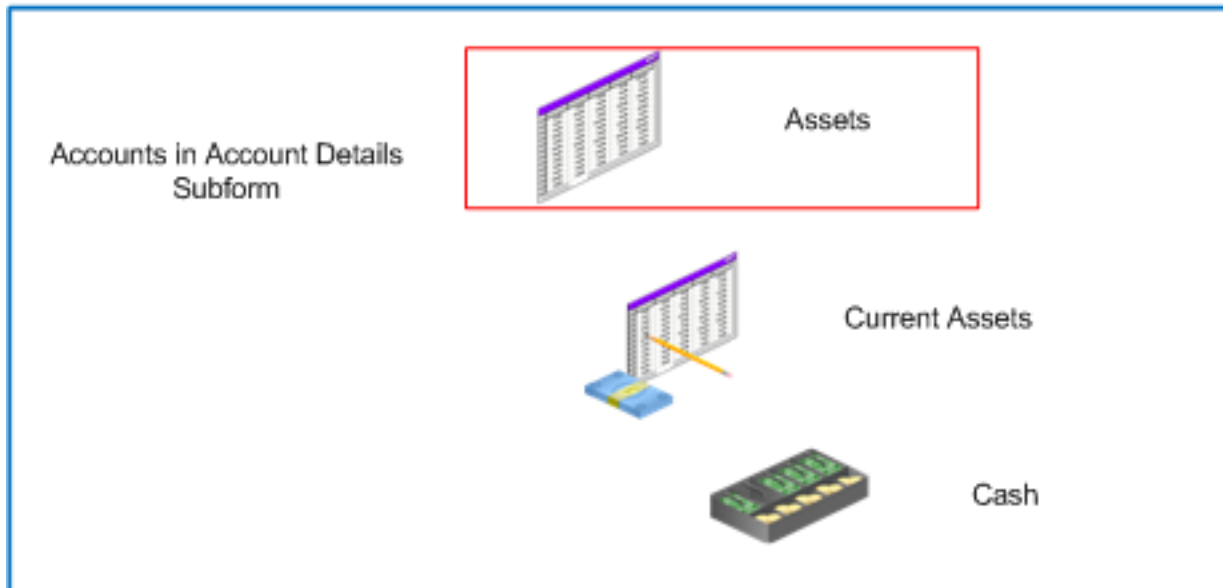 Assets
Accounts in Account Details
Subform
Current Assets
Cash